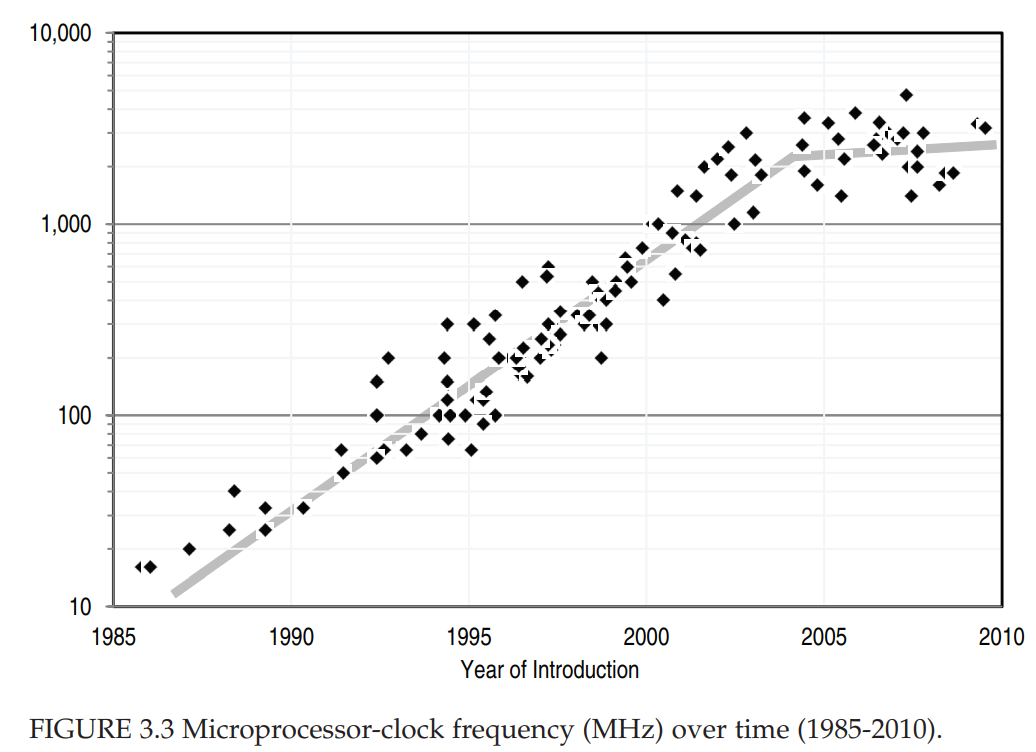 10,000
1,000
100
10
1985 1990 1995 2000 2005 2010
Year of Introduction
FIGURE 3.3 Microprocessor-clock frequency (MHz) over time (1985-2010).